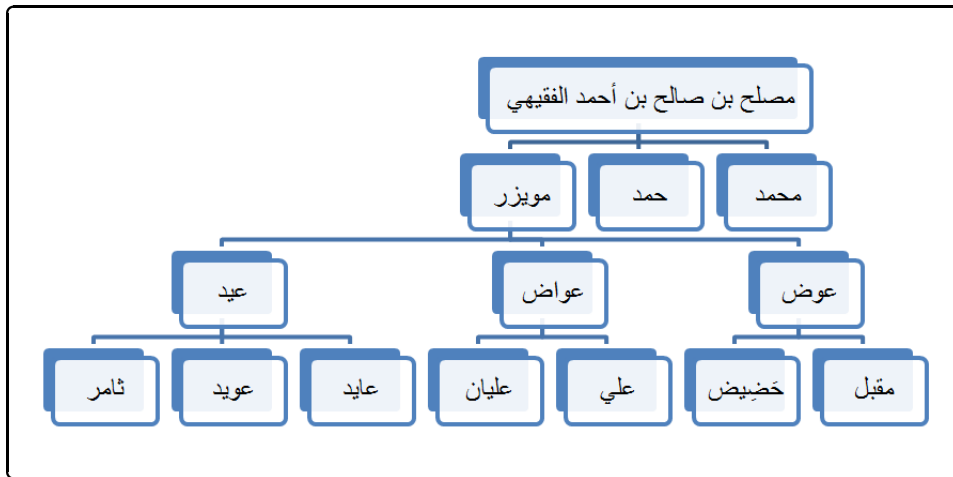 مصلح بن صالح بن أحمد الفقيهي
محمد
حمد
مويزر
عوض
عواض
عيد
مقبل
حَضِيض
علي
عليان
عايد
عويد
ثامر